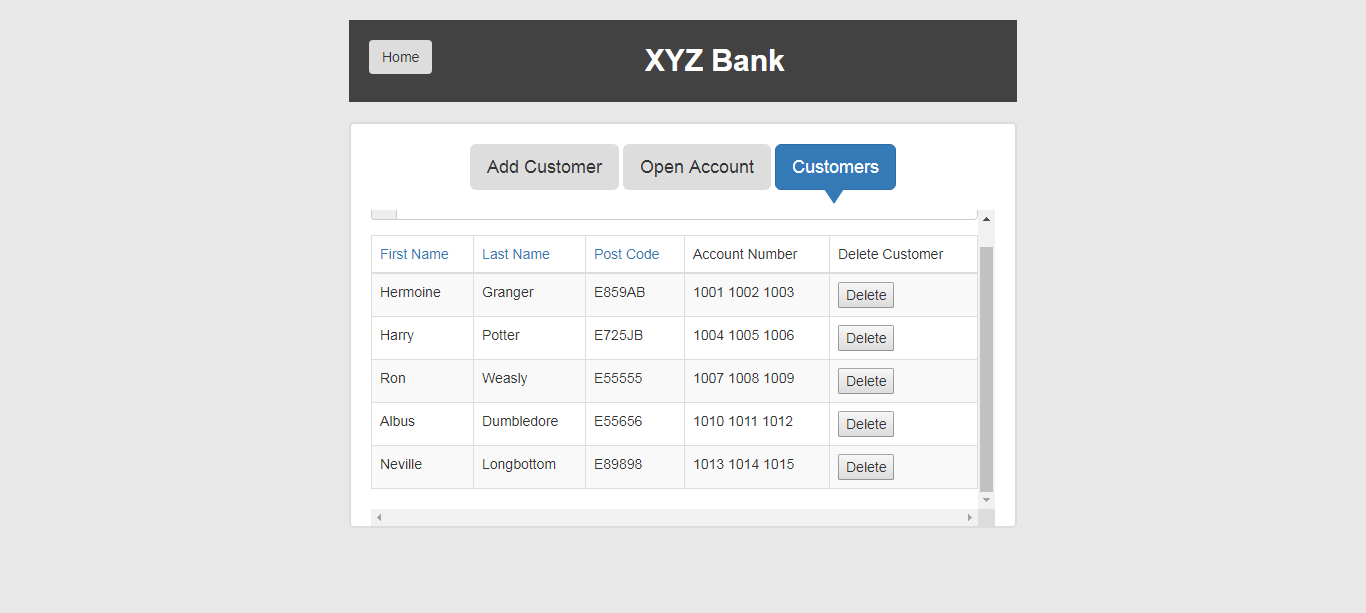 Home
XYZ Bank
Add Customer Open Account Customers
First Name Last Name Post Code Account Number Delete Customer
Hermoine Granger E859AB 1001 1002 1003 Delete
Harry Potter E725JB 1004 1005 1006 Delete
Ron Weasly E55555 1007 1008 1009 Delete
Albus Dumbledore E55656 1010 1011 1012 Delete
Neville Longbottom E89898 1013 1014 1015 Delete